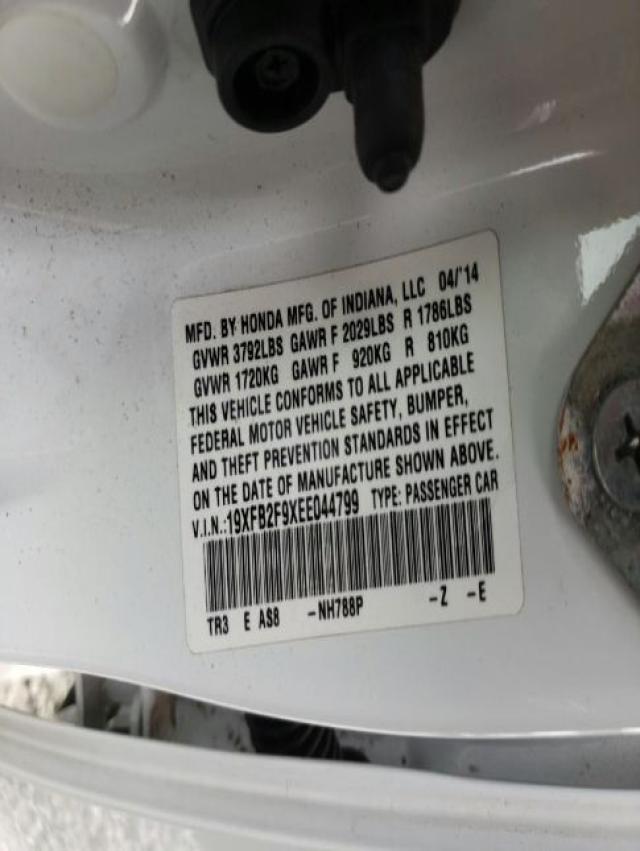 MFD. BY HONDA MFG. OF INDIANA, LLC 04/'14
GVWR 3792LBS GAWR F 2029LBS R 1786LBS
GVWR 1720KG GAWR F 920KG R 810KG
THIS VEHICLE CONFORMS TO ALL APPLICABLE
FEDERAL MOTOR VEHICLE SAFETY, BUMPER,
AND THEFT PREVENTION STANDARDS IN EFFECT
ON THE DATE OF MANUFACTURE SHOWN ABOVE.
V.I.N.:19XFB2F9XEE044799 TYPE: PASSENGER CAR
TR3 E AS8 -NH788P -Z -E